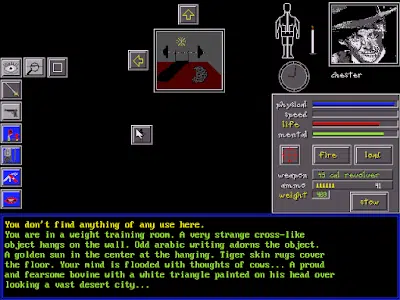 chester
physical
speed
life
mental
fire
load
weapon 45 cal revolver
ammo 41
weight
stow
You don't find anything of any use here.
You are in a weight training room. A very strange cross-like
object hangs on the wall. Odd arabic writing adorns the object.
A golden sun in the center at the hanging. Tiger skin rugs cover
the floor. Your mind is flooded with thoughts of cows... A proud
and fearsome bovine with a white triangle painted on his head over
looking a vast desert city...